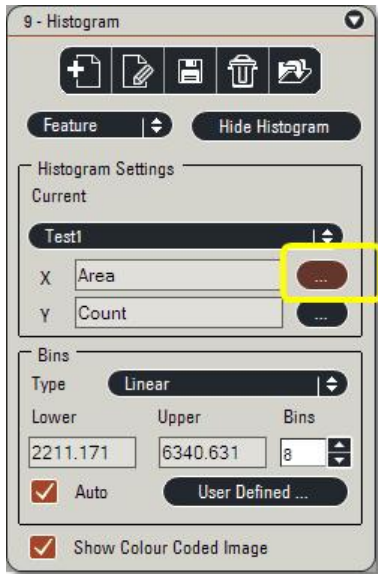 9 - Histogram
Feature Hide Histogram
Histogram Settings
Current
Test1
X Area ...
Y Count ...
Bins
Type Linear
Lower Upper Bins
2211.171 6340.631 8
Auto User Defined ...
Show Colour Coded Image